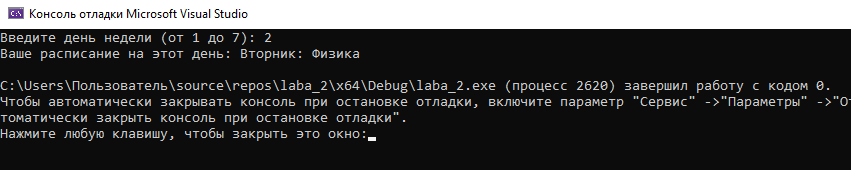 Консоль отладки Microsoft Visual Studio
Введите день недели (от 1 до 7): 2
Ваше расписание на этот день: Вторник: Физика
C:\Users\Пользователь\source\repos\laba_2\x64\Debug\laba_2.exe (процесс 2620) завершил работу с кодом 0.
Чтобы автоматически закрывать консоль при остановке отладки, включите параметр "Сервис" ->"Параметры" ->"От
томатически закрыть консоль при остановке отладки".
Нажмите любую клавишу, чтобы закрыть это окно: